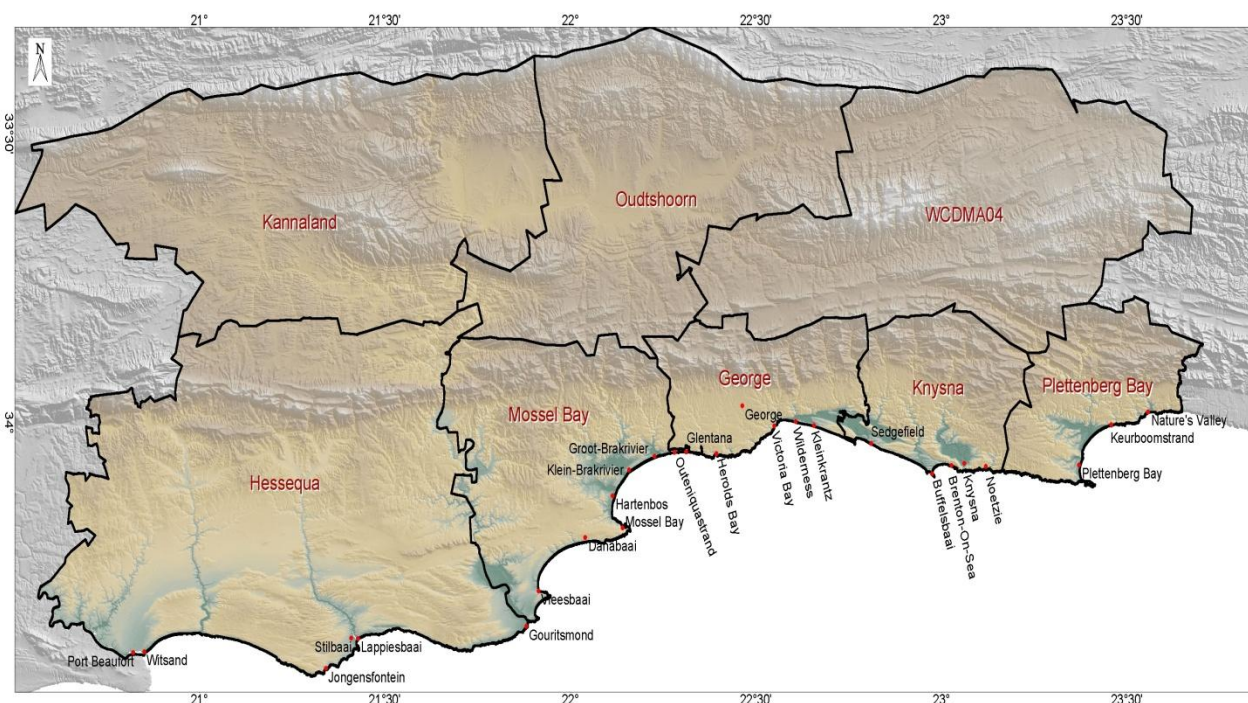 21°
21°30'
22°
22°30'
23°
23°30'
N
33°30'
34°
Kannaland
Oudtshoorn
WCDMA04
Hessequa
Mossel Bay
George
Knysna
Plettenberg Bay
George
Groot-Brakrivier
Klein-Brakrivier
Glentana
Outeniquastrand
Herolds Bay
Victoria Bay
Wilderness
Kleinkrantz
Sedgefield
Buffelsbaai
Brenton-On-Sea
Knysna
Noetzie
Plettenberg Bay
Keurboomstrand
Nature's Valley
Hartenbos
Mossel Bay
Danabaai
Vleesbaai
Gouritsmond
Stilbaai
Lappiesbaai
Jongensfontein
Port Beaufort
Witsand
21°
21°30'
22°
22°30'
23°
23°30'